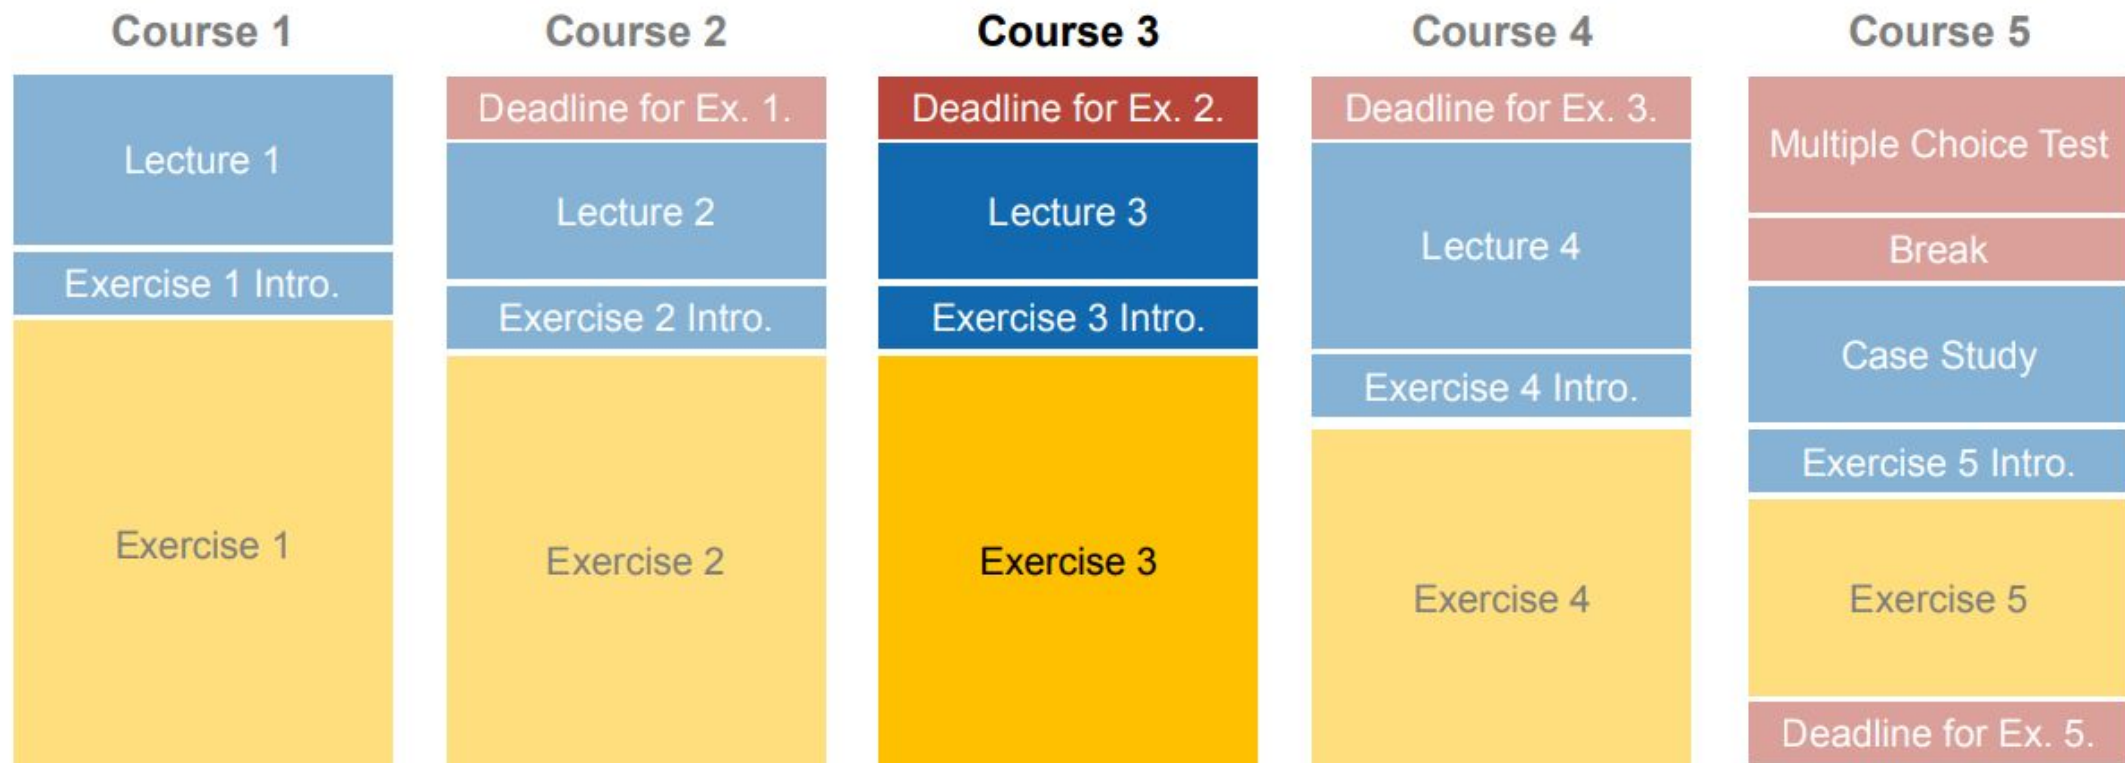 Course 1
Lecture 1
Exercise 1 Intro.
Exercise 1
Course 2
Deadline for Ex. 1.
Lecture 2
Exercise 2 Intro.
Exercise 2
Course 3
Deadline for Ex. 2.
Lecture 3
Exercise 3 Intro.
Exercise 3
Course 4
Deadline for Ex. 3.
Lecture 4
Exercise 4 Intro.
Exercise 4
Course 5
Multiple Choice Test
Break
Case Study
Exercise 5 Intro.
Exercise 5
Deadline for Ex. 5.